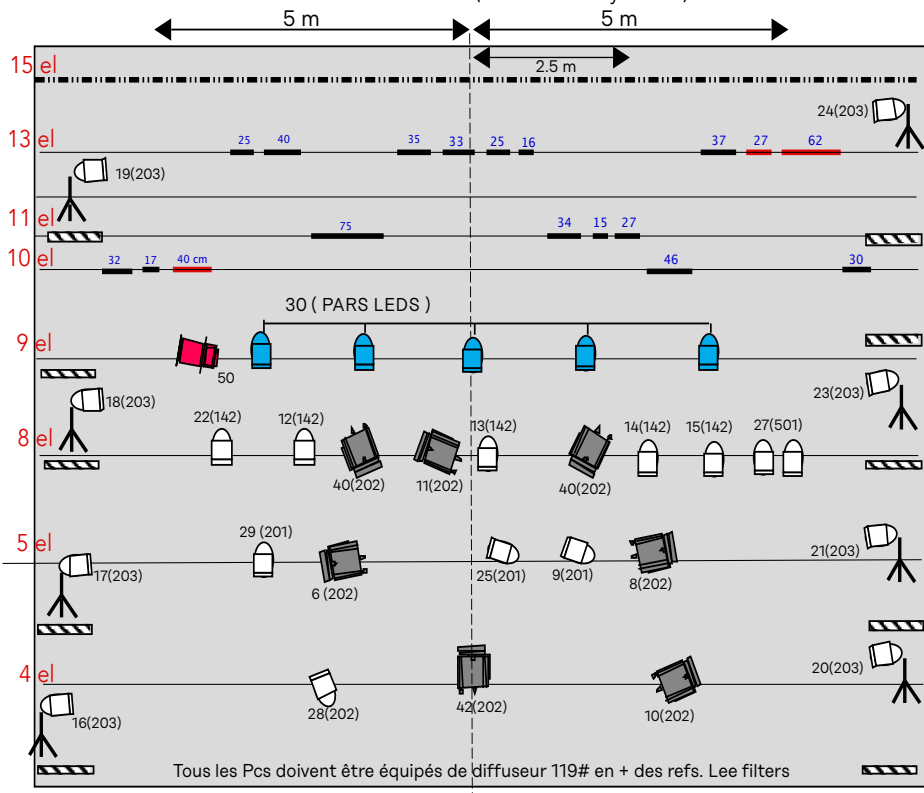 5 m 5 m
2.5 m
15 el
24(203)
13 el 25 40 35 33 25 16 37 27 62
19(203)
11 el 75 34 15 27
10 el 32 17 40 cm 46 30
30 ( PARS LEDS )
9 el
50
18(203) 23(203)
22(142) 12(142) 13(142) 14(142) 15(142) 27(501)
8 el
40(202) 11(202) 40(202)
29 (201)
5 el
17(203) 6 (202) 25(201) 9(201) 8(202) 21(203)
4 el
20(203)
16(203) 28(202) 42(202) 10(202)
Tous les Pcs doivent être équipés de diffuseur 119# en + des refs. Lee filters